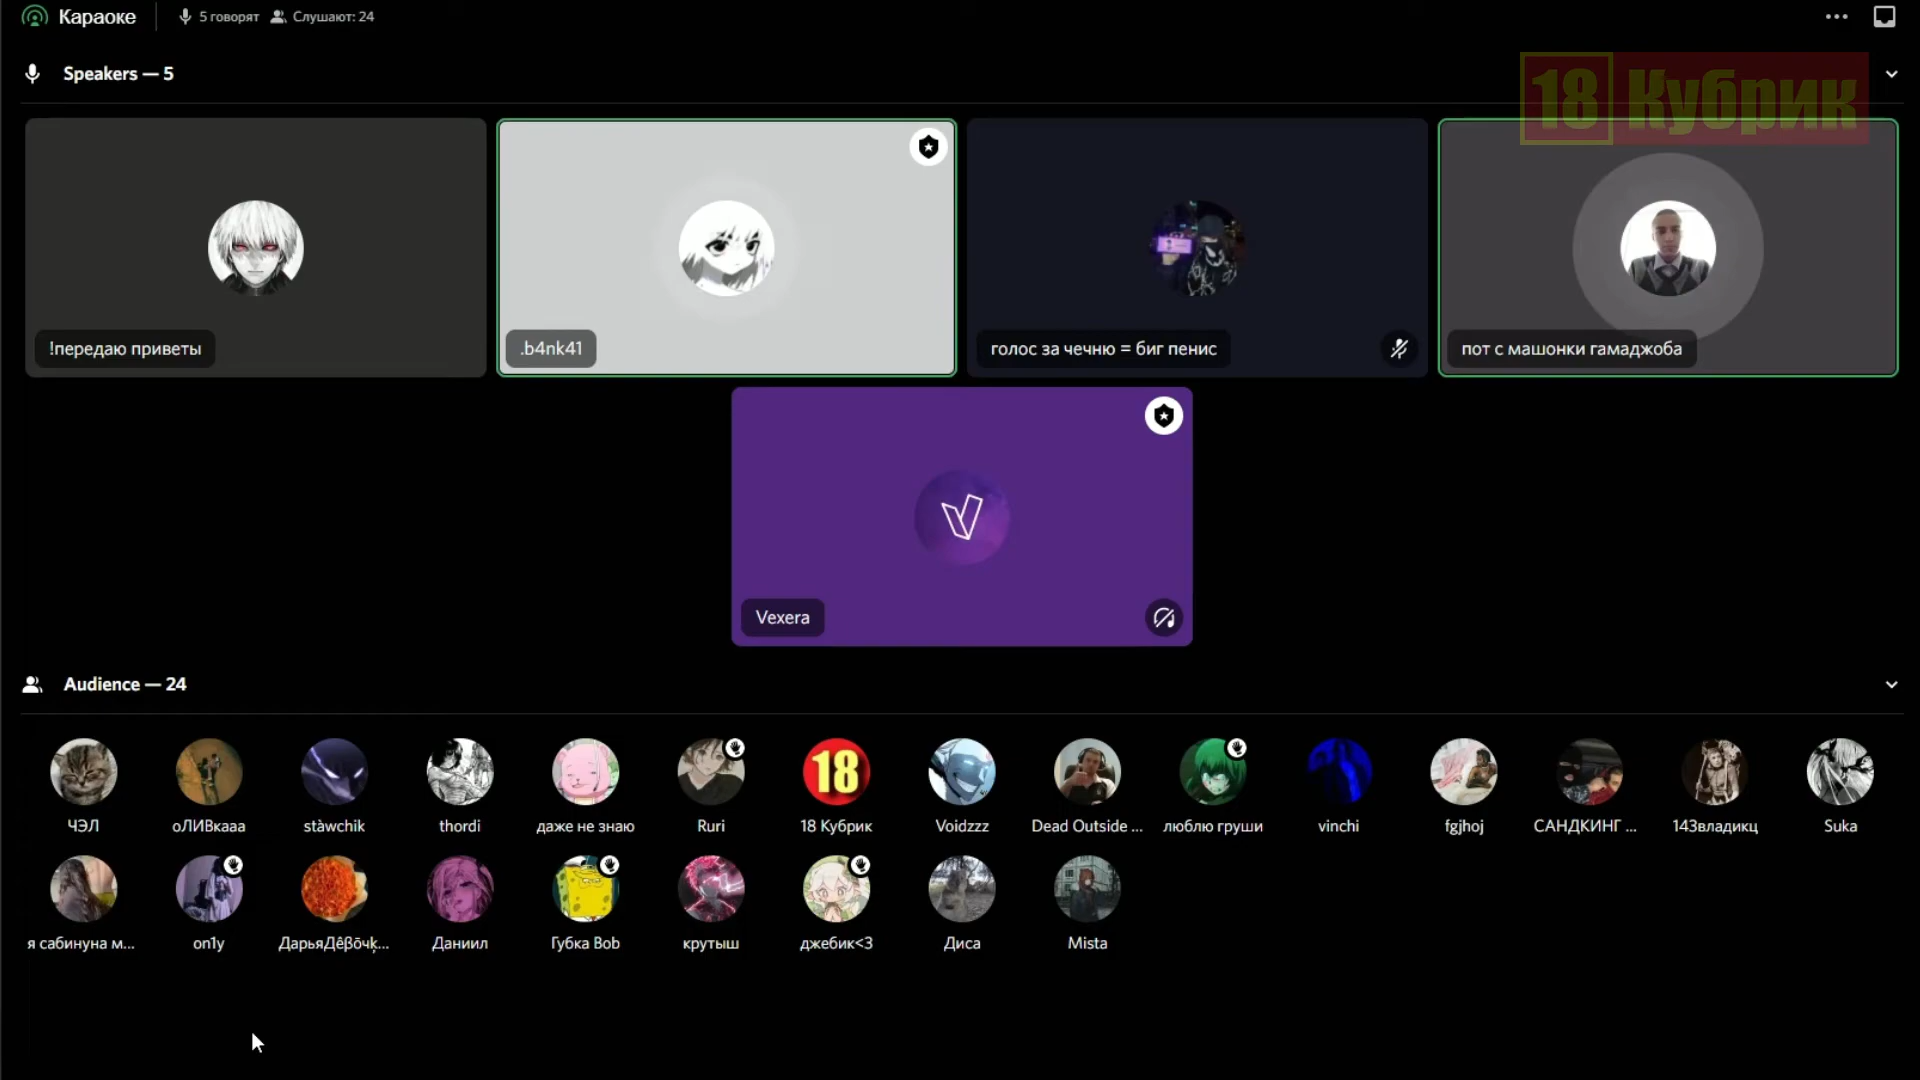 Караоке
5 говорят
Слушают: 24
Speakers — 5
18 Кубрик
!передаю приветы
.b4nk41
голос за чечню = биг пенис
пот с машонки гамаджоба
Vexera
Audience — 24
18
ЧЭЛ
оЛИВкааа
stàwchik
thordi
даже не знаю
Ruri
18 Кубрик
Voidzzz
Dead Outside ...
люблю груши
vinchi
fgjhoj
САНДКИНГ ...
143владикц
Suka
я сабинуна м...
on1y
ДарьяДêβōчķ...
Даниил
Губка Bob
крутыш
джебик<3
Диса
Mista